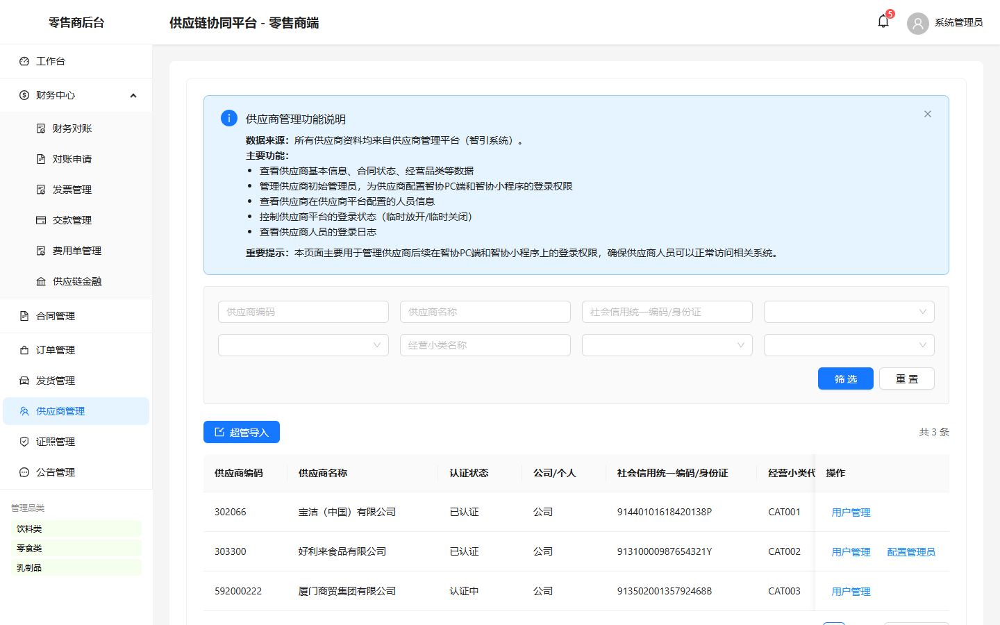 零售商后台
供应链协同平台 - 零售商端
5
系统管理员
工作台
财务中心
财务对账
对账申请
发票管理
交款管理
费用单管理
供应链金融
合同管理
订单管理
发货管理
供应商管理
证照管理
公告管理
管理品类
饮料类
零食类
乳制品
供应商管理功能说明
数据来源：所有供应商资料均来自供应商管理平台（智引系统）。
主要功能：
查看供应商基本信息、合同状态、经营品类等数据
管理供应商初始管理员，为供应商配置智协PC端和智协小程序的登录权限
查看供应商在供应商平台配置的人员信息
控制供应商平台的登录状态（临时放开/临时关闭）
查看供应商人员的登录日志
重要提示：本页面主要用于管理供应商后续在智协PC端和智协小程序上的登录权限，确保供应商人员可以正常访问相关系统。
供应商编码 供应商名称 社会信用统一编码/身份证
经营小类名称
筛 选 重 置
超管导入 共 3 条
供应商编码 供应商名称 认证状态 公司/个人 社会信用统一编码/身份证 经营小类代 操作
302066 宝洁（中国）有限公司 已认证 公司 91440101618420138P CAT001 用户管理
303300 好利来食品有限公司 已认证 公司 91310000987654321Y CAT002 用户管理 配置管理员
592000222 厦门商贸集团有限公司 认证中 公司 91350200135792468B CAT003 用户管理